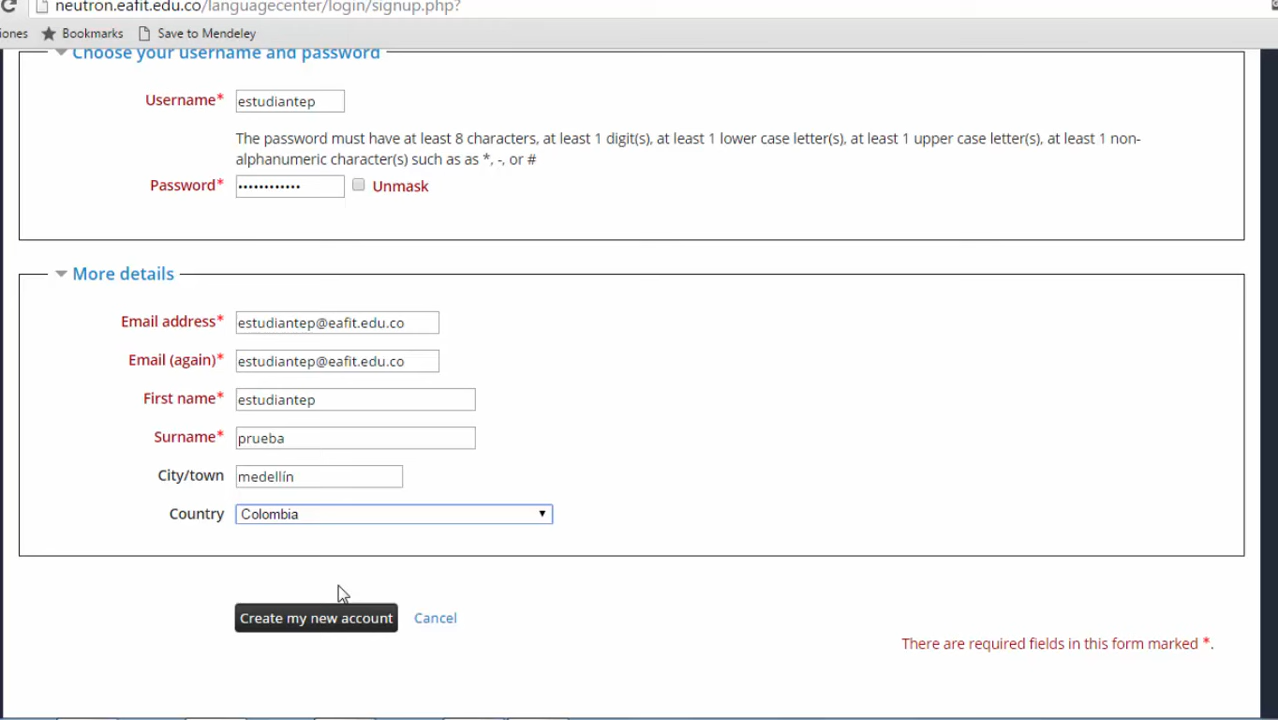 neutron.eafit.edu.co/languagecenter/login/signup.php?
iones Bookmarks Save to Mendeley
Choose your username and password
Username* estudiantep
The password must have at least 8 characters, at least 1 digit(s), at least 1 lower case letter(s), at least 1 upper case letter(s), at least 1 non-
alphanumeric character(s) such as as *, -, or #
Password* •••••••••••• Unmask
More details
Email address* estudiantep@eafit.edu.co
Email (again)* estudiantep@eafit.edu.co
First name* estudiantep
Surname* prueba
City/town medellín
Country Colombia
Create my new account Cancel
There are required fields in this form marked *.